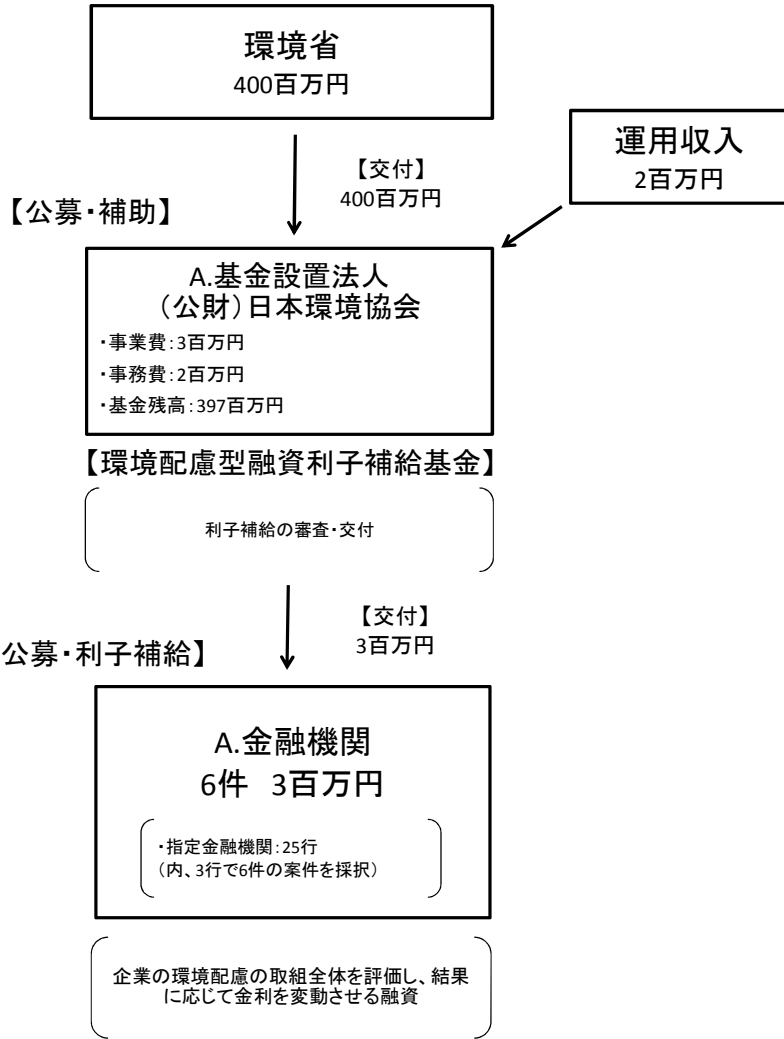 環境省
400百万円
運用収入
2百万円
【交付】
400百万円
【公募・補助】
A.基金設置法人
（公財）日本環境協会
・事業費：3百万円
・事務費：2百万円
・基金残高：397百万円
【環境配慮型融資利子補給基金】
利子補給の審査・交付
【交付】
3百万円
公募・利子補給】
A.金融機関
6件 3百万円
・指定金融機関：25行
（内、3行で6件の案件を採択）
企業の環境配慮の取組全体を評価し、結果
に応じて金利を変動させる融資